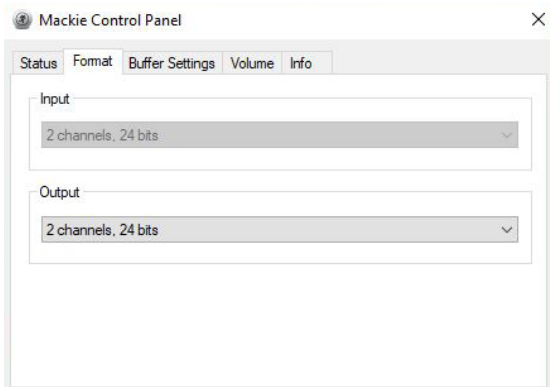 Mackie Control Panel
Status Format Buffer Settings Volume Info
Input
2 channels, 24 bits
Output
2 channels, 24 bits